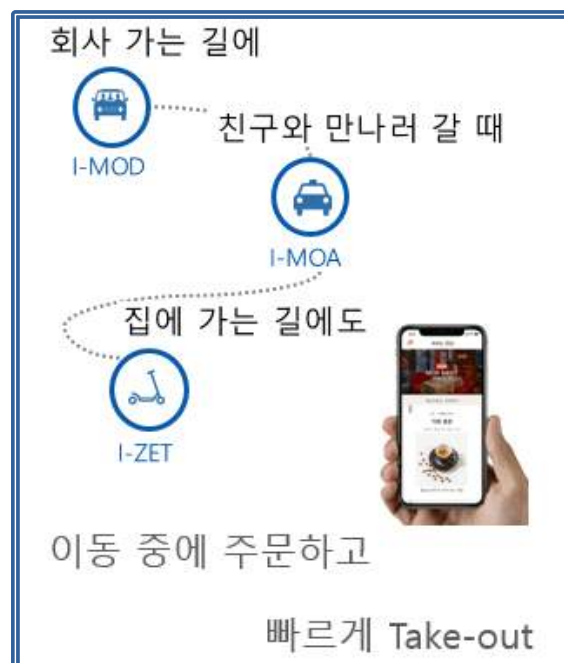 회사 가는 길에
I-MOD
친구와 만나러 갈 때
I-MOA
집에 가는 길에도
I-ZET
이동 중에 주문하고
빠르게 Take-out